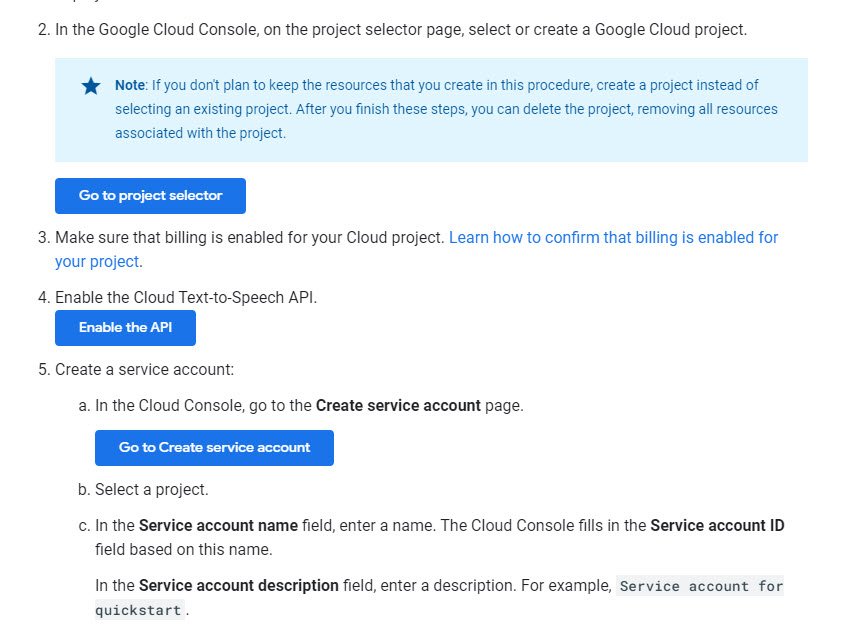 2. In the Google Cloud Console, on the project selector page, select or create a Google Cloud project.
Note: If you don't plan to keep the resources that you create in this procedure, create a project instead of
selecting an existing project. After you finish these steps, you can delete the project, removing all resources
associated with the project.
Go to project selector
3. Make sure that billing is enabled for your Cloud project. Learn how to confirm that billing is enabled for
your project.
4. Enable the Cloud Text-to-Speech API.
Enable the API
5. Create a service account:
a. In the Cloud Console, go to the Create service account page.
Go to Create service account
b. Select a project.
c. In the Service account name field, enter a name. The Cloud Console fills in the Service account ID
field based on this name.
In the Service account description field, enter a description. For example, Service account for
quickstart.